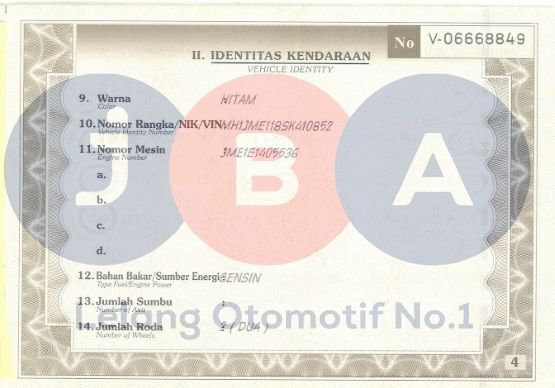 No V-06668849
II. IDENTITAS KENDARAAN
VEHICLE IDENTITY
9. Warna HITAM
Color
10. Nomor Rangka/NIK/VIN MH1JME118SK410852
Vehicle Identity Number
11. Nomor Mesin JME1E1405536
Engine Number
a.
b.
c.
d.
12. Bahan Bakar/Sumber Energi BENSIN
Type Fuel/Engine Power
13. Jumlah Sumbu :
Number of Axis
14. Jumlah Roda 2 (DUA)
Number of Wheels
JBA
Lelang Otomotif No.1
4